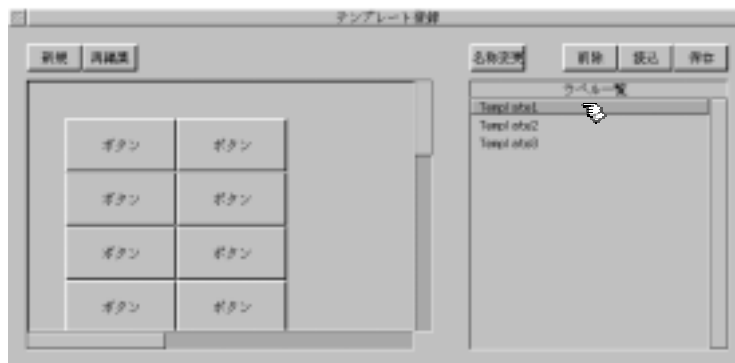 テンプレート登録
新規 再編集
名称変更 削除 読込 保存
ラベル一覧
Template1
Template2
Template3
ボタン ボタン
ボタン ボタン
ボタン ボタン
ボタン ボタン